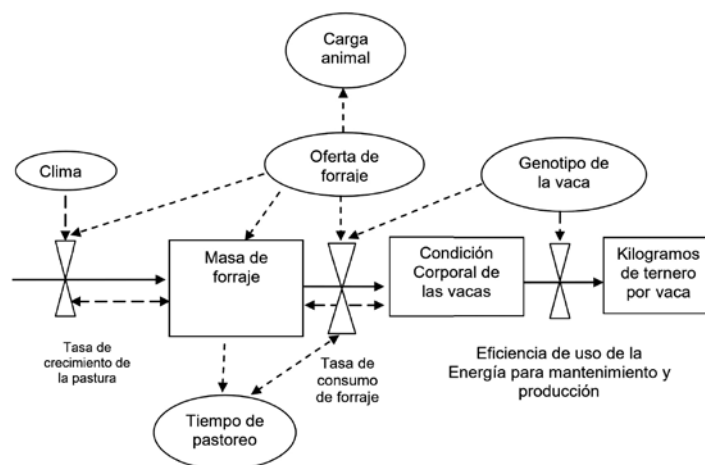 Carga
animal
Clima
Oferta de
forraje
Genotipo de
la vaca
Masa de
forraje
Condición
Corporal de
las vacas
Kilogramos
de ternero
por vaca
Tasa de
crecimiento de
la pastura
Tasa de
consumo
de forraje
Eficiencia de uso de la
Energía para mantenimiento y
producción
Tiempo de
pastoreo